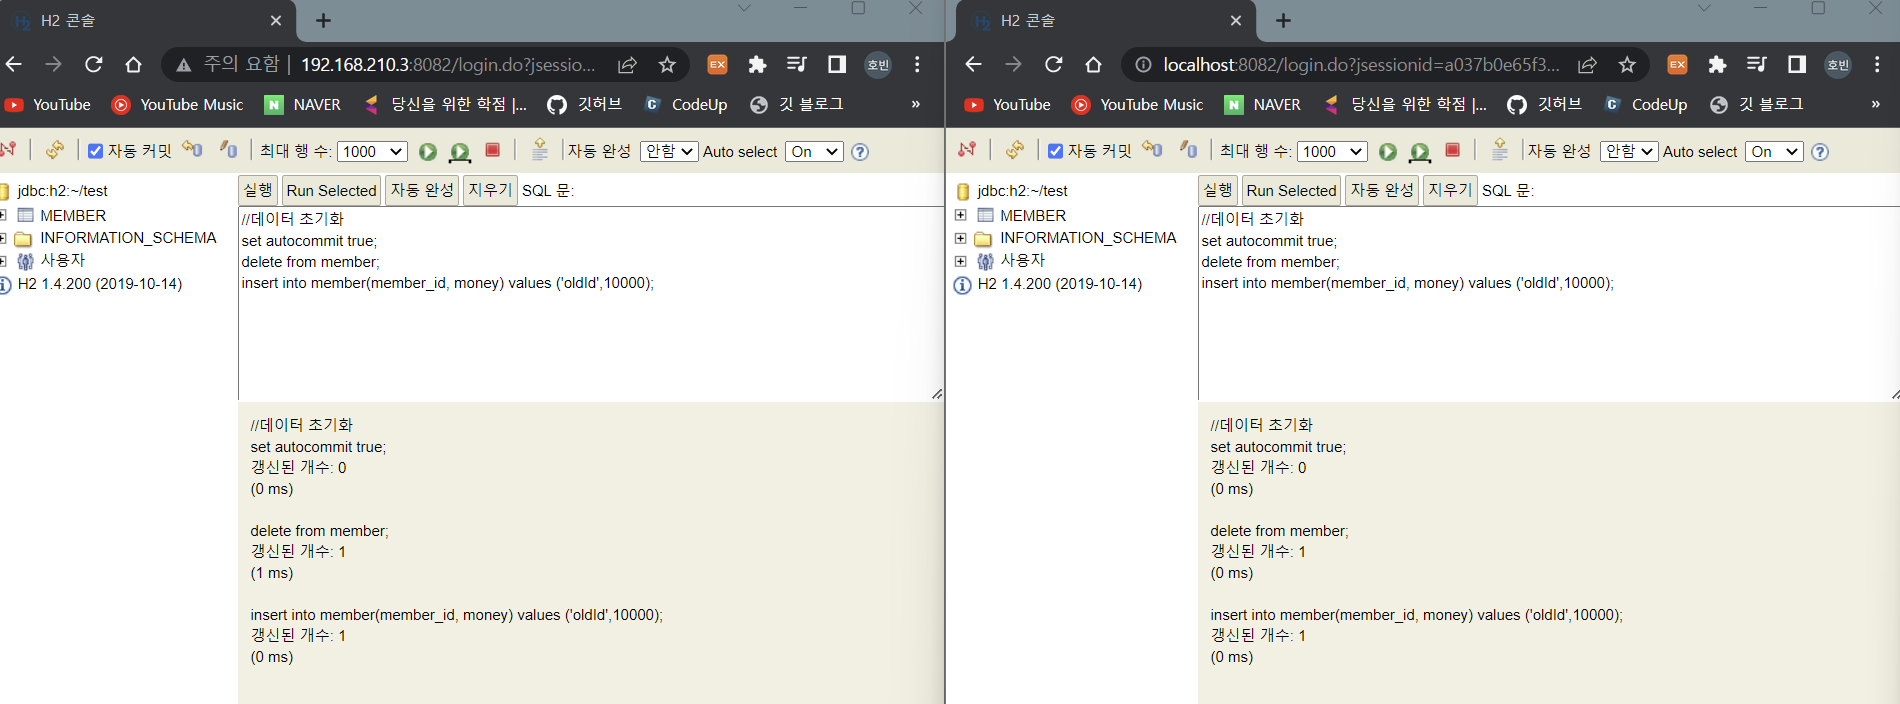 H2 콘솔
주의 요함 | 192.168.210.3:8082/login.do?jsessio...
EX
호빈
YouTube YouTube Music NAVER 당신을 위한 학점 |... 깃허브 CodeUp 깃 블로그 »
자동 커밋 최대 행 수: 1000 자동 완성 안함 Auto select On
실행 Run Selected 자동 완성 지우기 SQL 문:
jdbc:h2:~/test
MEMBER
INFORMATION_SCHEMA
사용자
H2 1.4.200 (2019-10-14)
//데이터 초기화
set autocommit true;
delete from member;
insert into member(member_id, money) values ('oldId',10000);
//데이터 초기화
set autocommit true;
갱신된 개수: 0
(0 ms)
delete from member;
갱신된 개수: 1
(1 ms)
insert into member(member_id, money) values ('oldId',10000);
갱신된 개수: 1
(0 ms)
H2 콘솔
localhost:8082/login.do?jsessionid=a037b0e65f3...
EX
호빈
YouTube YouTube Music NAVER 당신을 위한 학점 |... 깃허브 CodeUp 깃 블로그 »
자동 커밋 최대 행 수: 1000 자동 완성 안함 Auto select On
실행 Run Selected 자동 완성 지우기 SQL 문:
jdbc:h2:~/test
MEMBER
INFORMATION_SCHEMA
사용자
H2 1.4.200 (2019-10-14)
//데이터 초기화
set autocommit true;
delete from member;
insert into member(member_id, money) values ('oldId',10000);
//데이터 초기화
set autocommit true;
갱신된 개수: 0
(0 ms)
delete from member;
갱신된 개수: 1
(0 ms)
insert into member(member_id, money) values ('oldId',10000);
갱신된 개수: 1
(0 ms)